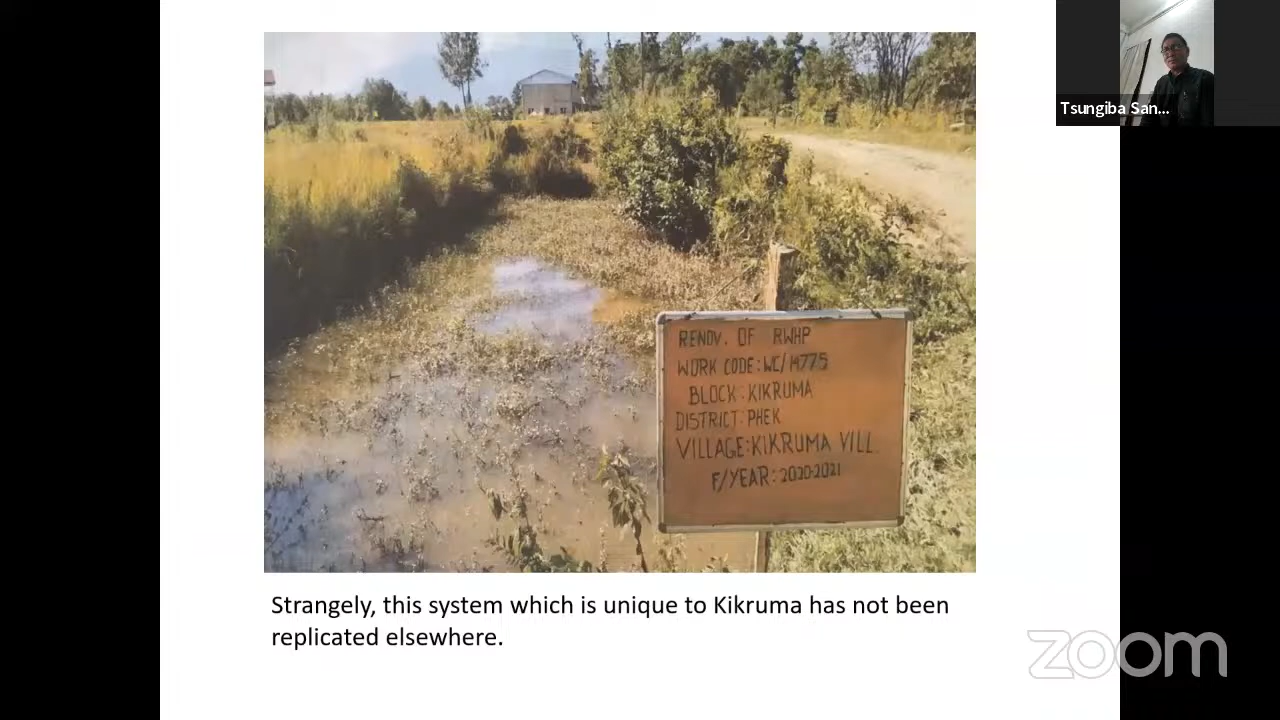 Tsungiba San...
RENOV. OF RWHP
WORK CODE: WC/14775
BLOCK: KIKRUMA
DISTRICT: PHEK
VILLAGE: KIKRUMA VILL.
F/YEAR: 2020-2021
Strangely, this system which is unique to Kikruma has not been
replicated elsewhere.
zoom